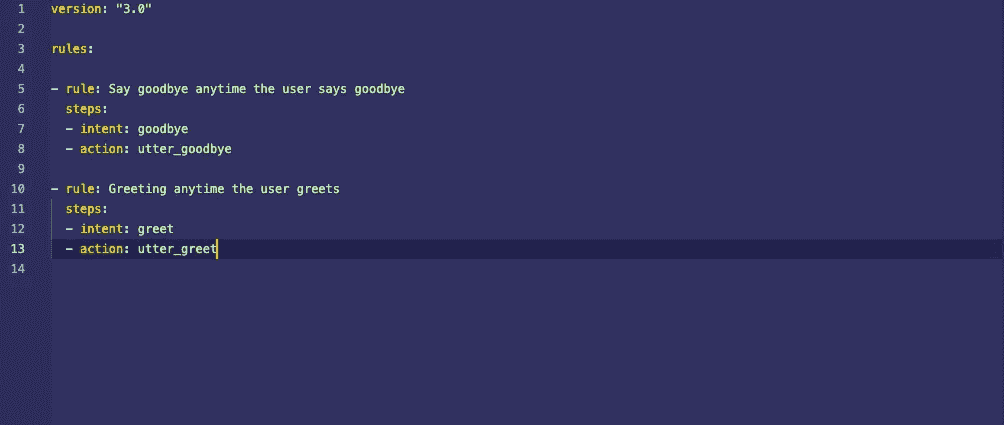 1 version: "3.0"
2
3 rules:
4
5 - rule: Say goodbye anytime the user says goodbye
6 steps:
7 - intent: goodbye
8 - action: utter_goodbye
9
10 - rule: Greeting anytime the user greets
11 steps:
12 - intent: greet
13 - action: utter_greet
14